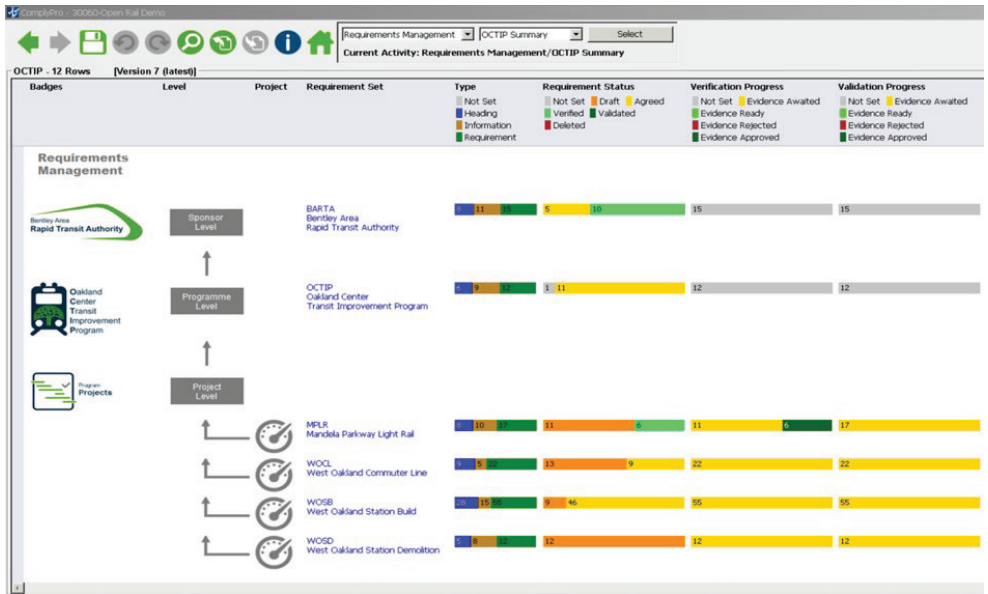 ComplyPro - 30060-Open Rail Demo
Requirements Management OCTIP Summary Select
Current Activity: Requirements Management/OCTIP Summary
OCTIP - 12 Rows [Version 7 (latest)]
Badges Level Project Requirement Set Type Requirement Status Verification Progress Validation Progress
Not Set Not Set Draft Agreed Not Set Evidence Awaited Not Set Evidence Awaited
Heading Verified Validated Evidence Ready Evidence Ready
Information Deleted Evidence Rejected Evidence Rejected
Requirement Evidence Approved Evidence Approved
Requirements
Management
Bentley Area
Rapid Transit Authority
Sponsor
Level
BARTA
Bentley Area
Rapid Transit Authority
11 15 5 10 15 15
Oakland
Center
Transit
Improvement
Program
Programme
Level
OCTIP
Oakland Center
Transit Improvement Program
9 12 1 11 12 12
Program
Projects
Project
Level
MPLR
Mandela Parkway Light Rail
10 17 11 6 11 6 17
WOCL
West Oakland Commuter Line
9 5 22 13 9 22 22
WOSB
West Oakland Station Build
28 15 55 9 46 55 55
WOSD
West Oakland Station Demolition
5 8 12 12 12 12